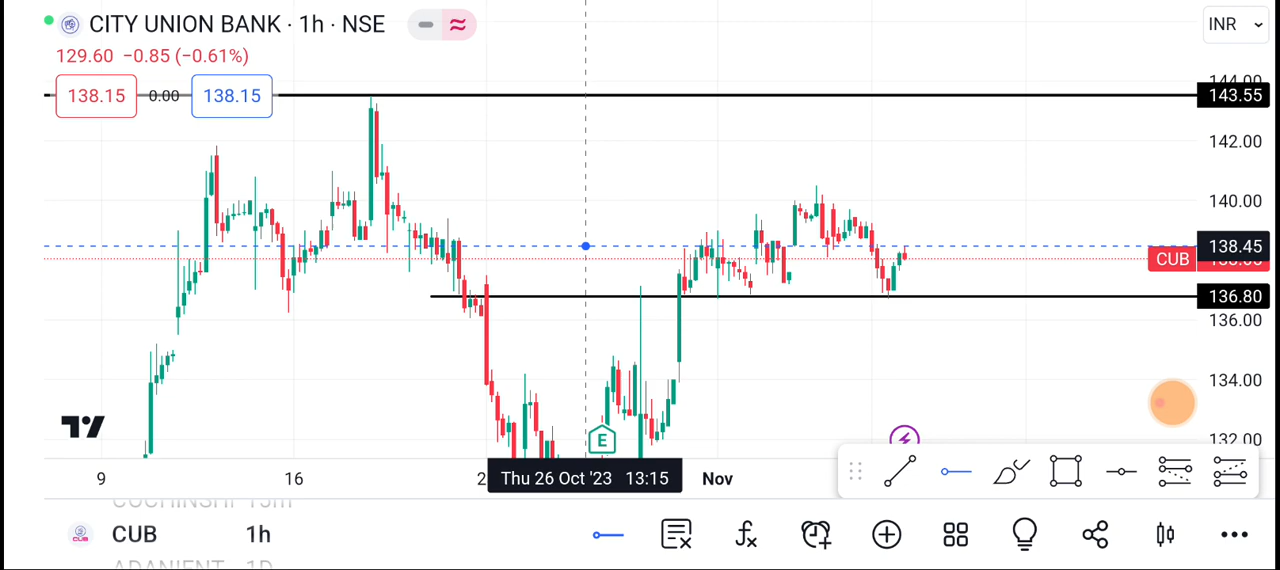 CITY UNION BANK · 1h · NSE
INR
129.60 −0.85 (−0.61%)
138.15 0.00 138.15
144.00
143.55
142.00
140.00
138.45
CUB
136.80
136.00
134.00
132.00
E
9 16 2 Thu 26 Oct '23 13:15 Nov
COCHINSHI 15m
CUB 1h
ADANIENT 1D